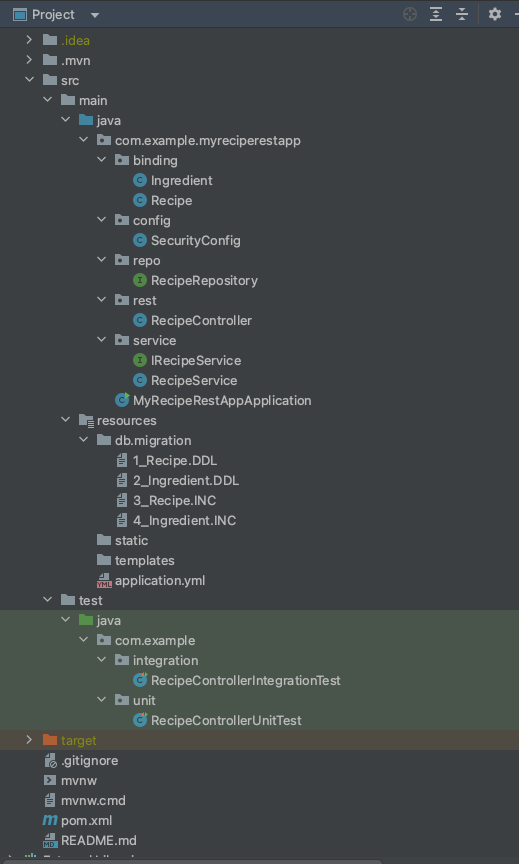 Project
.idea
.mvn
src
main
java
com.example.myreciperestapp
binding
Ingredient
Recipe
config
SecurityConfig
repo
RecipeRepository
rest
RecipeController
service
IRecipeService
RecipeService
MyRecipeRestAppApplication
resources
db.migration
1_Recipe.DDL
2_Ingredient.DDL
3_Recipe.INC
4_Ingredient.INC
static
templates
application.yml
test
java
com.example
integration
RecipeControllerIntegrationTest
unit
RecipeControllerUnitTest
target
.gitignore
mvnw
mvnw.cmd
pom.xml
README.md